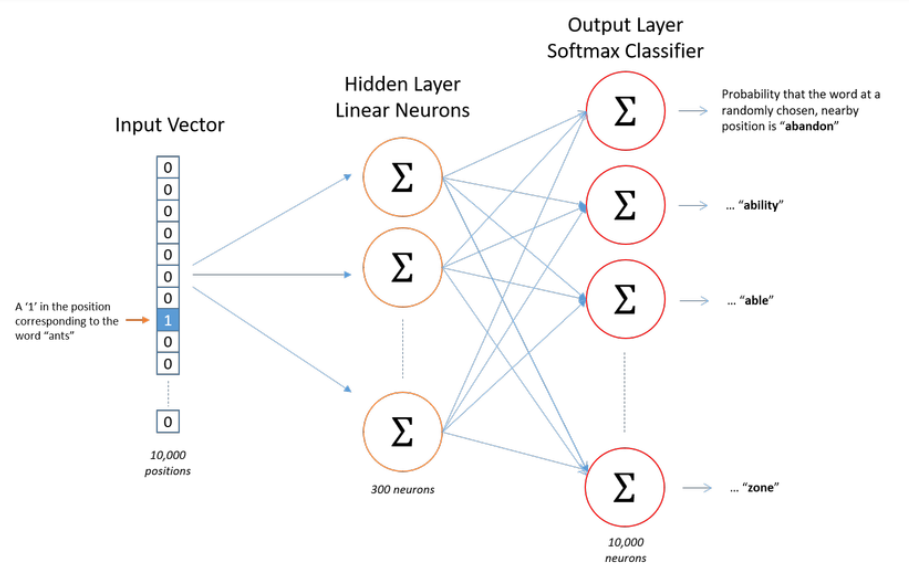 Output Layer
Softmax Classifier
Hidden Layer
Linear Neurons
Input Vector
0
0
0
0
0
0
0
1
0
0
0
A ‘1’ in the position
corresponding to the
word “ants”
10,000
positions
Σ
Σ
Σ
300 neurons
Σ
Σ
Σ
Σ
10,000
neurons
Probability that the word at a
randomly chosen, nearby
position is “abandon”
... “ability”
... “able”
... “zone”